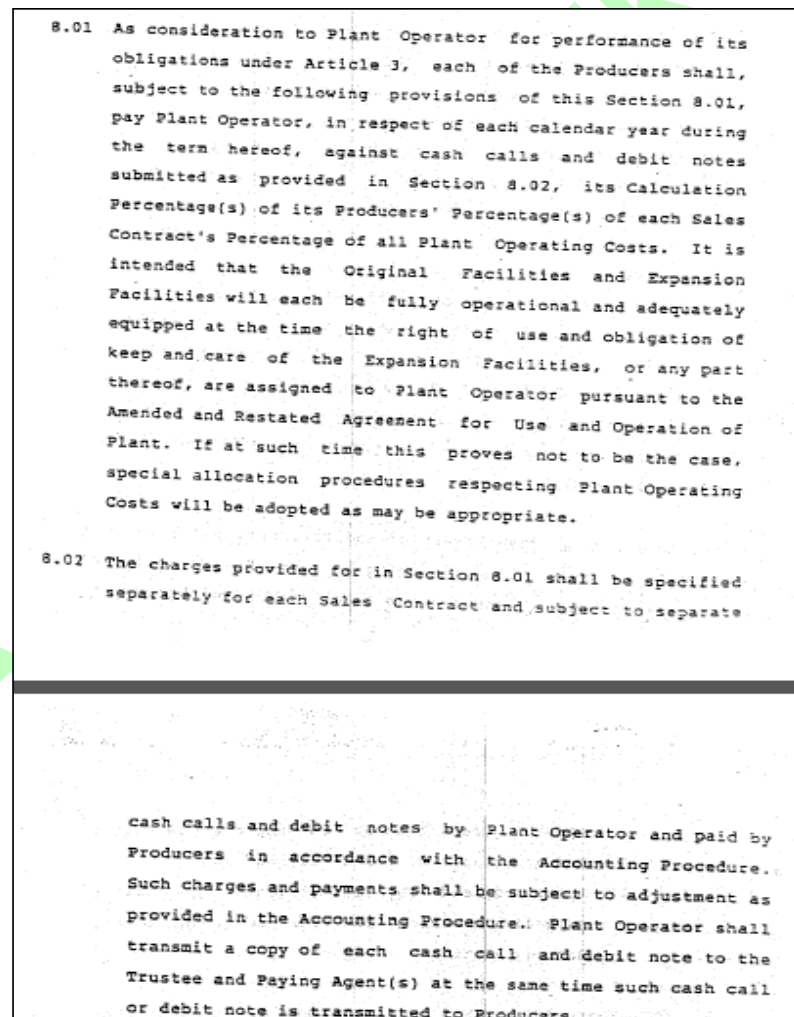 8.01 As consideration to Plant Operator for performance of its
obligations under Article 3, each of the Producers shall,
subject to the following provisions of this Section 8.01,
pay Plant Operator, in respect of each calendar year during
the term hereof, against cash calls and debit notes
submitted as provided in Section 8.02, its Calculation
Percentage(s) of its Producers' Percentage(s) of each Sales
Contract's Percentage of all Plant Operating Costs. It is
intended that the Original Facilities and Expansion
Facilities will each be fully operational and adequately
equipped at the time the right of use and obligation of
keep and care of the Expansion Facilities, or any part
thereof, are assigned to Plant Operator pursuant to the
Amended and Restated Agreement for Use and Operation of
Plant. If at such time this proves not to be the case,
special allocation procedures respecting Plant Operating
Costs will be adopted as may be appropriate.
8.02 The charges provided for in Section 8.01 shall be specified
separately for each Sales Contract and subject to separate
cash calls and debit notes by Plant Operator and paid by
Producers in accordance with the Accounting Procedure.
Such charges and payments shall be subject to adjustment as
provided in the Accounting Procedure. Plant Operator shall
transmit a copy of each cash call and debit note to the
Trustee and Paying Agent(s) at the same time such cash call
or debit note is transmitted to Producers.